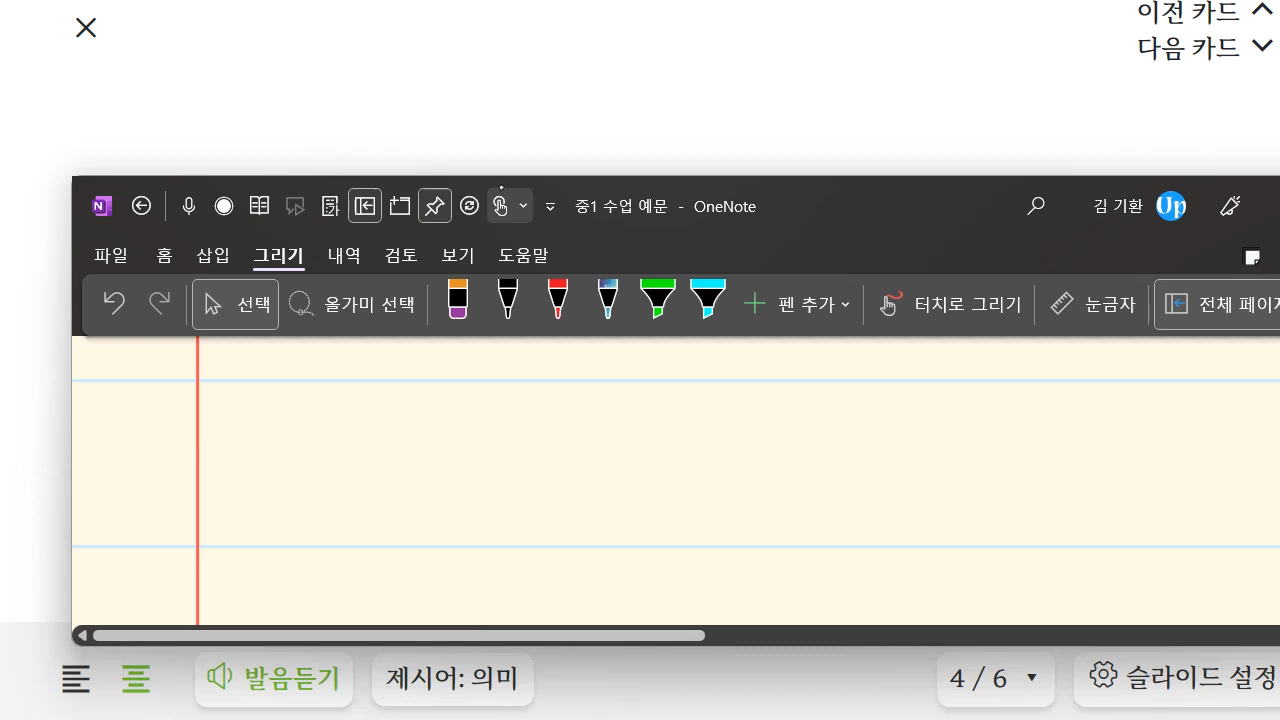 이전 카드
다음 카드
중1 수업 예문 - OneNote
김 기환
Up
파일 홈 삽입 그리기 내역 검토 보기 도움말
선택 올가미 선택 펜 추가 터치로 그리기 눈금자 전체 페이지
발음듣기 제시어: 의미 4 / 6 슬라이드 설정